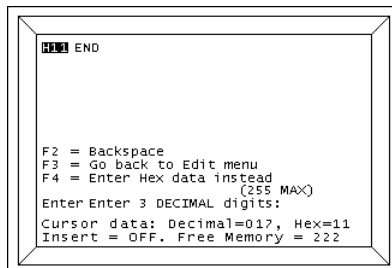 H11 END
F2 = Backspace
F3 = Go back to Edit menu
F4 = Enter Hex data instead
(255 MAX)
Enter Enter 3 DECIMAL digits:
Cursor data: Decimal=017, Hex=11
Insert = OFF. Free Memory = 222